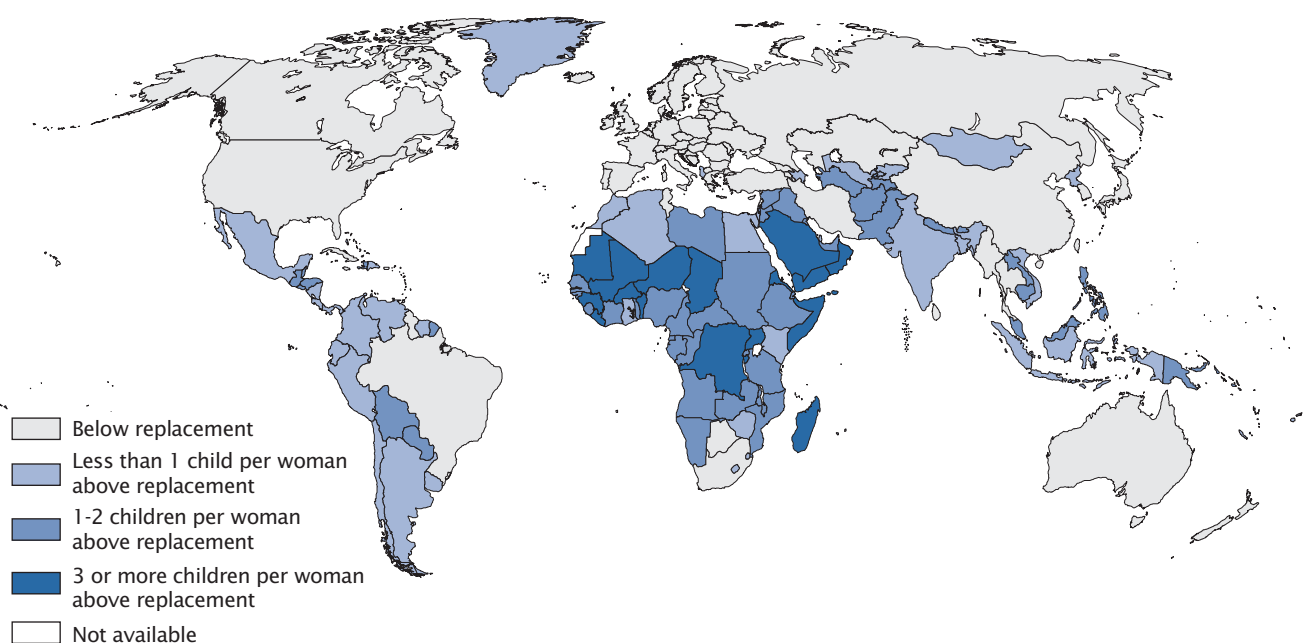 Below replacement
Less than 1 child per woman
above replacement
1-2 children per woman
above replacement
3 or more children per woman
above replacement
Not available